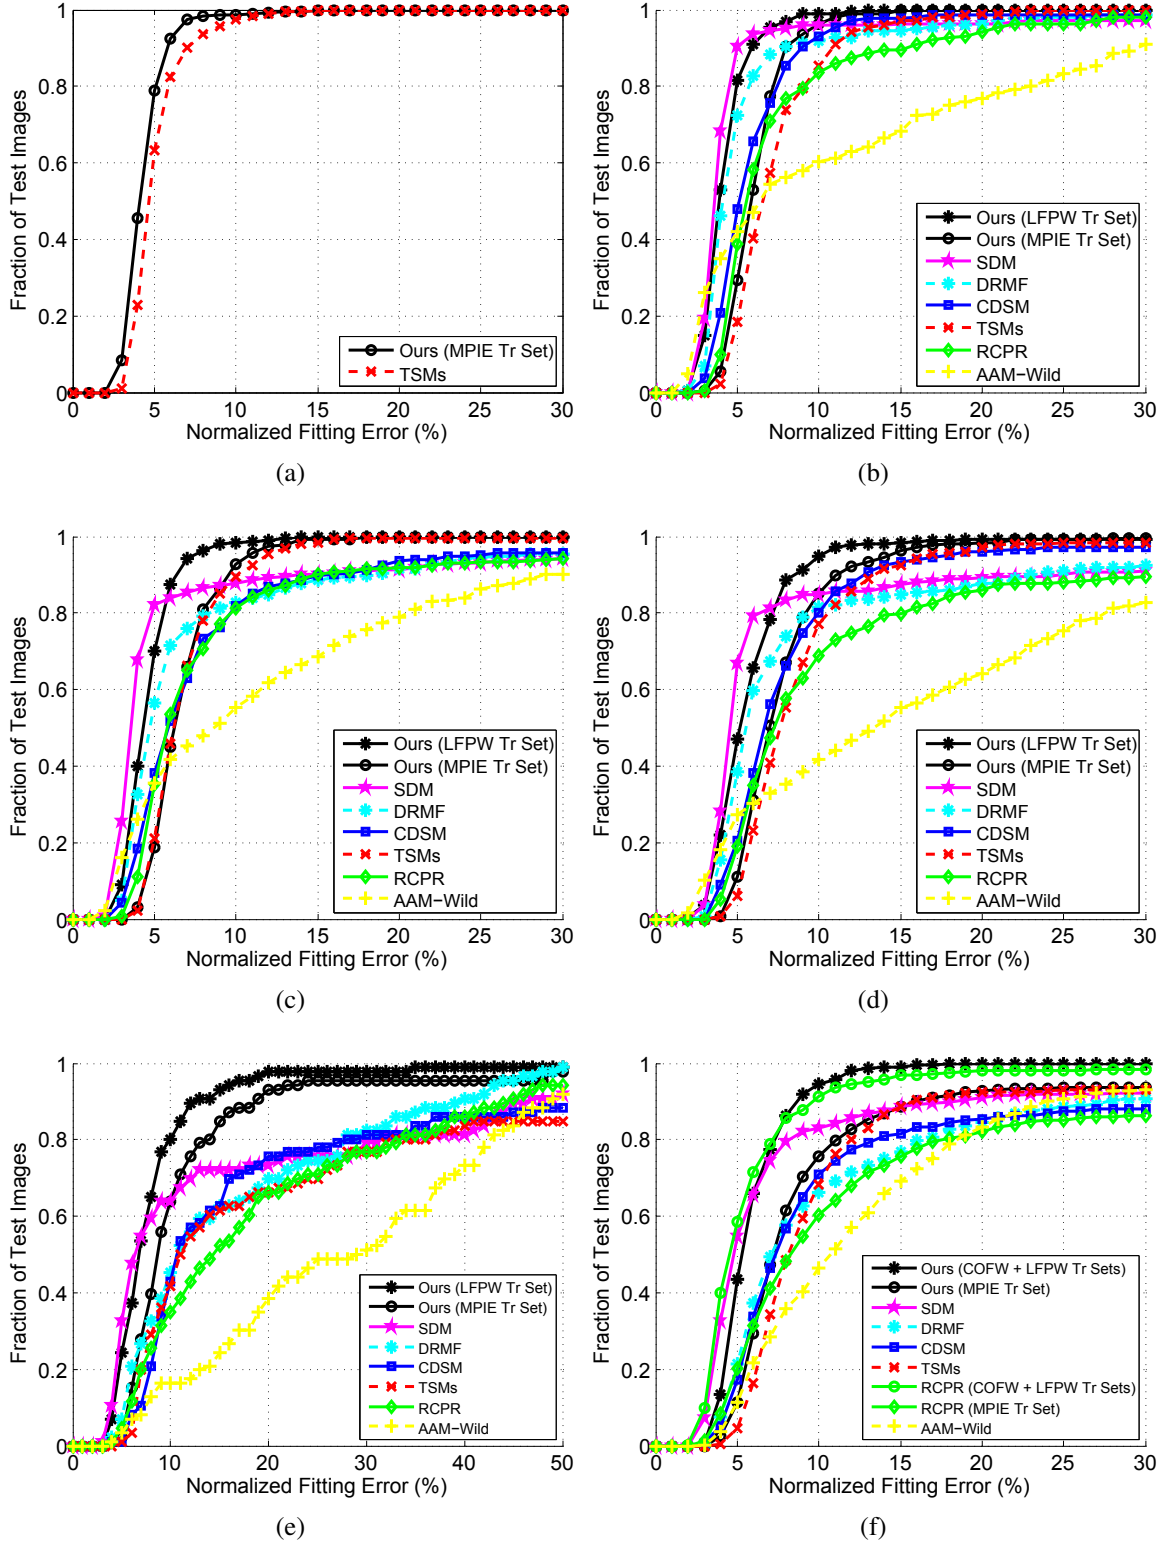 1
0.8
0.6
0.4
0.2
0
Fraction of Test Images
Ours (MPIE Tr Set)
TSMs
0 5 10 15 20 25 30
Normalized Fitting Error (%)
(a)
1
0.8
0.6
0.4
0.2
0
Fraction of Test Images
Ours (LFPW Tr Set)
Ours (MPIE Tr Set)
SDM
DRMF
CDSM
TSMs
RCPR
AAM-Wild
0 5 10 15 20 25 30
Normalized Fitting Error (%)
(b)
1
0.8
0.6
0.4
0.2
0
Fraction of Test Images
Ours (LFPW Tr Set)
Ours (MPIE Tr Set)
SDM
DRMF
CDSM
TSMs
RCPR
AAM-Wild
0 5 10 15 20 25 30
Normalized Fitting Error (%)
(c)
1
0.8
0.6
0.4
0.2
0
Fraction of Test Images
Ours (LFPW Tr Set)
Ours (MPIE Tr Set)
SDM
DRMF
CDSM
TSMs
RCPR
AAM-Wild
0 5 10 15 20 25 30
Normalized Fitting Error (%)
(d)
1
0.8
0.6
0.4
0.2
0
Fraction of Test Images
Ours (LFPW Tr Set)
Ours (MPIE Tr Set)
SDM
DRMF
CDSM
TSMs
RCPR
AAM-Wild
0 10 20 30 40 50
Normalized Fitting Error (%)
(e)
1
0.8
0.6
0.4
0.2
0
Fraction of Test Images
Ours (COFW + LFPW Tr Sets)
Ours (MPIE Tr Set)
SDM
DRMF
CDSM
TSMs
RCPR (COFW + LFPW Tr Sets)
RCPR (MPIE Tr Set)
AAM-Wild
0 5 10 15 20 25 30
Normalized Fitting Error (%)
(f)